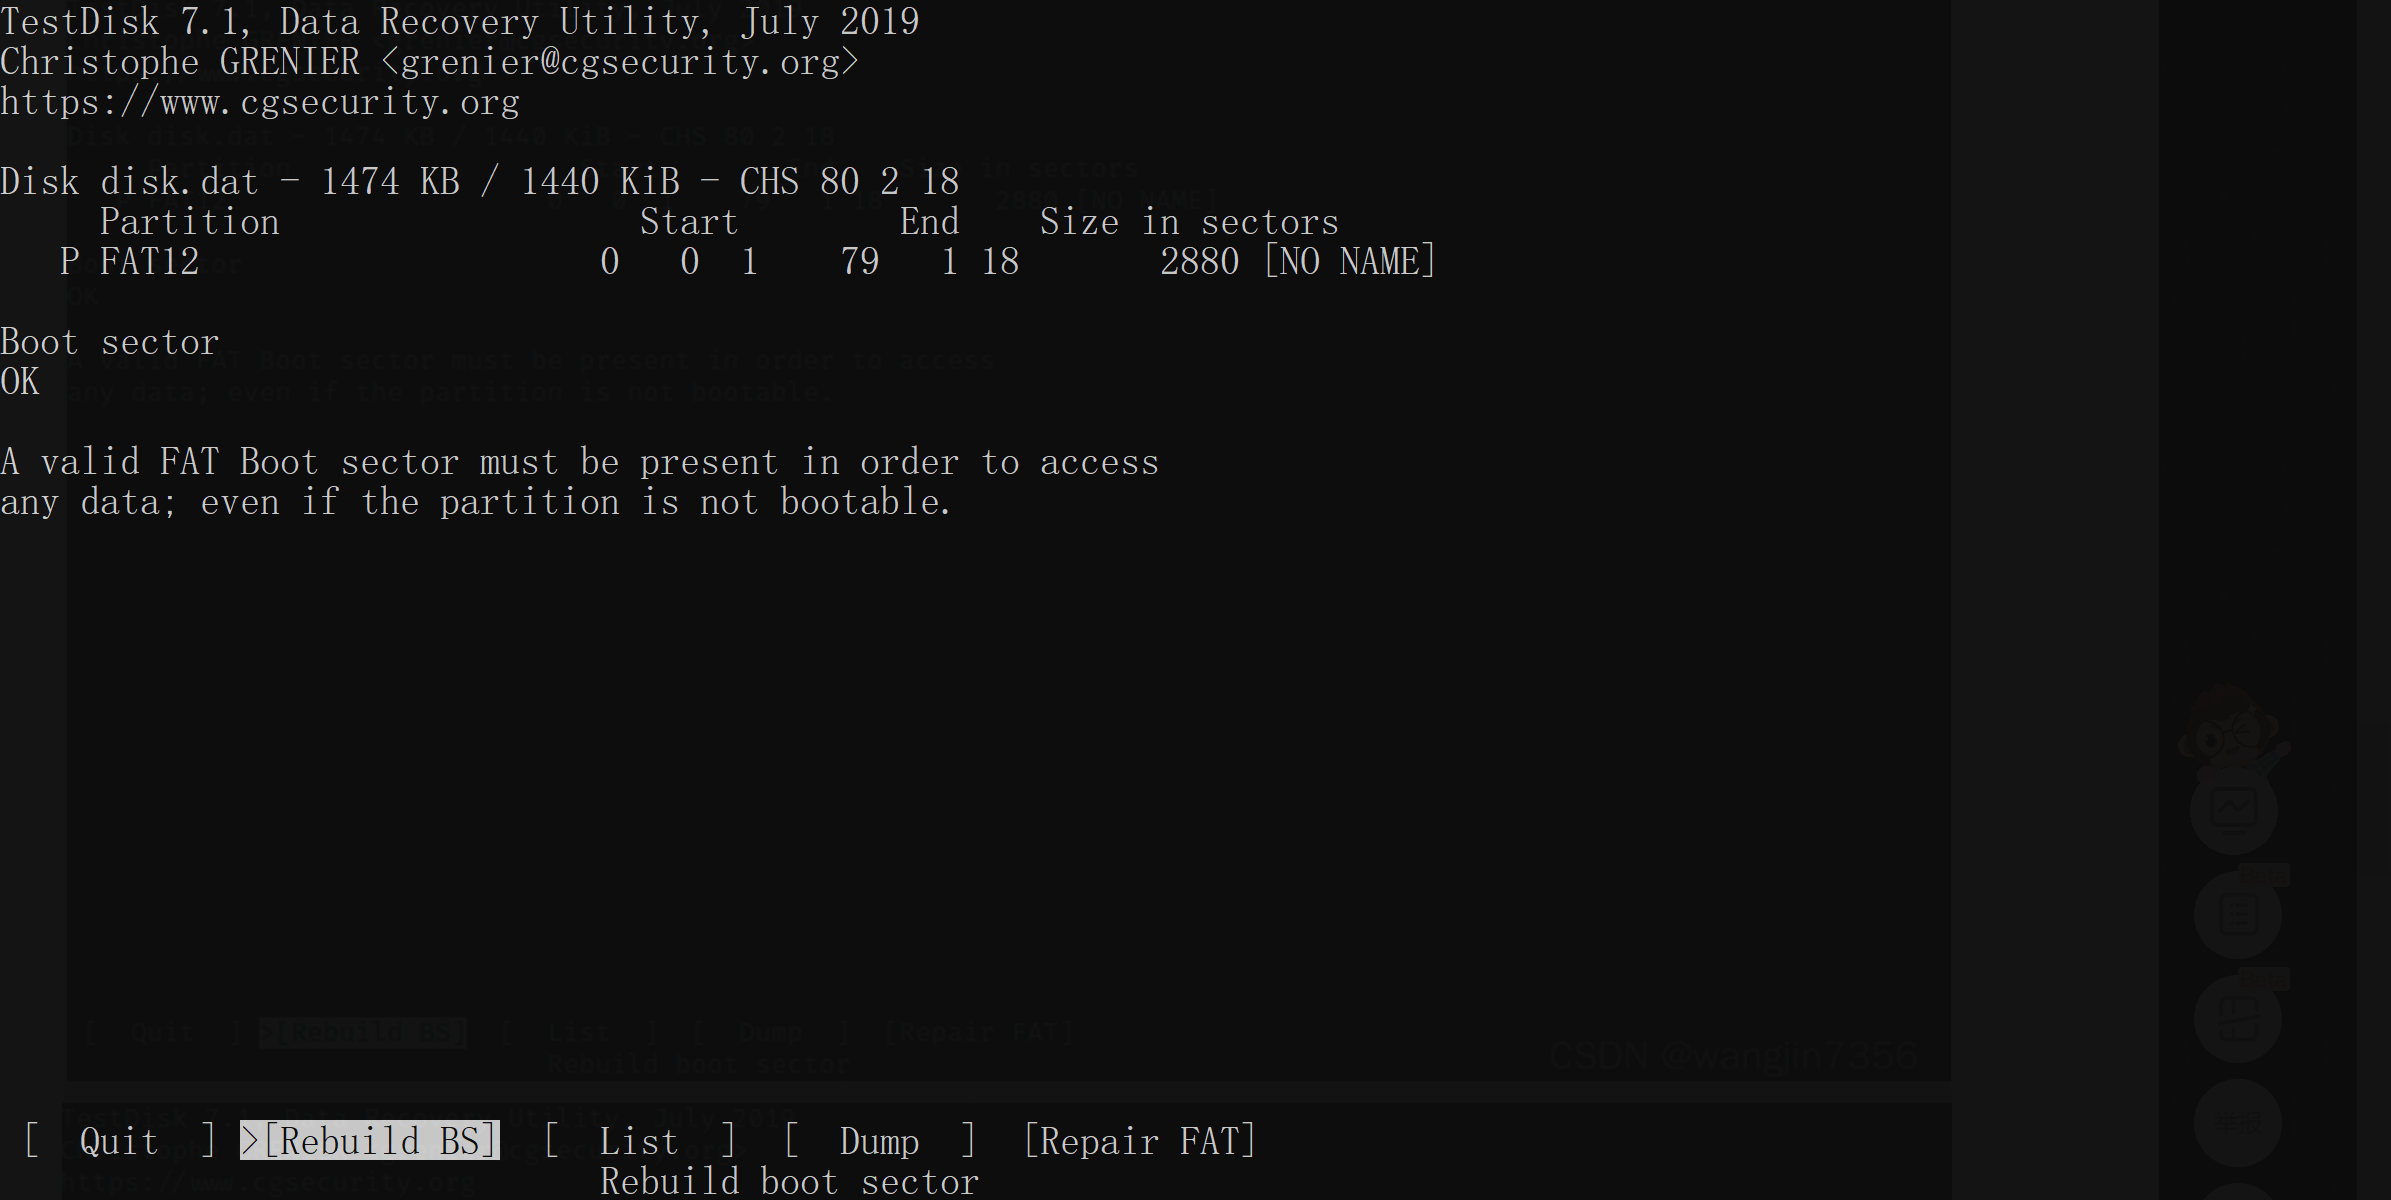 TestDisk 7.1, Data Recovery Utility, July 2019
Christophe GRENIER <grenier@cgsecurity.org>
https://www.cgsecurity.org
Disk disk.dat - 1474 KB / 1440 KiB - CHS 80 2 18
Partition Start End Size in sectors
P FAT12 0 0 1 79 1 18 2880 [NO NAME]
Boot sector
OK
A valid FAT Boot sector must be present in order to access
any data; even if the partition is not bootable.
[ Quit ] >[Rebuild BS] [ List ] [ Dump ] [Repair FAT]
Rebuild boot sector
CSDN @wangjin7356